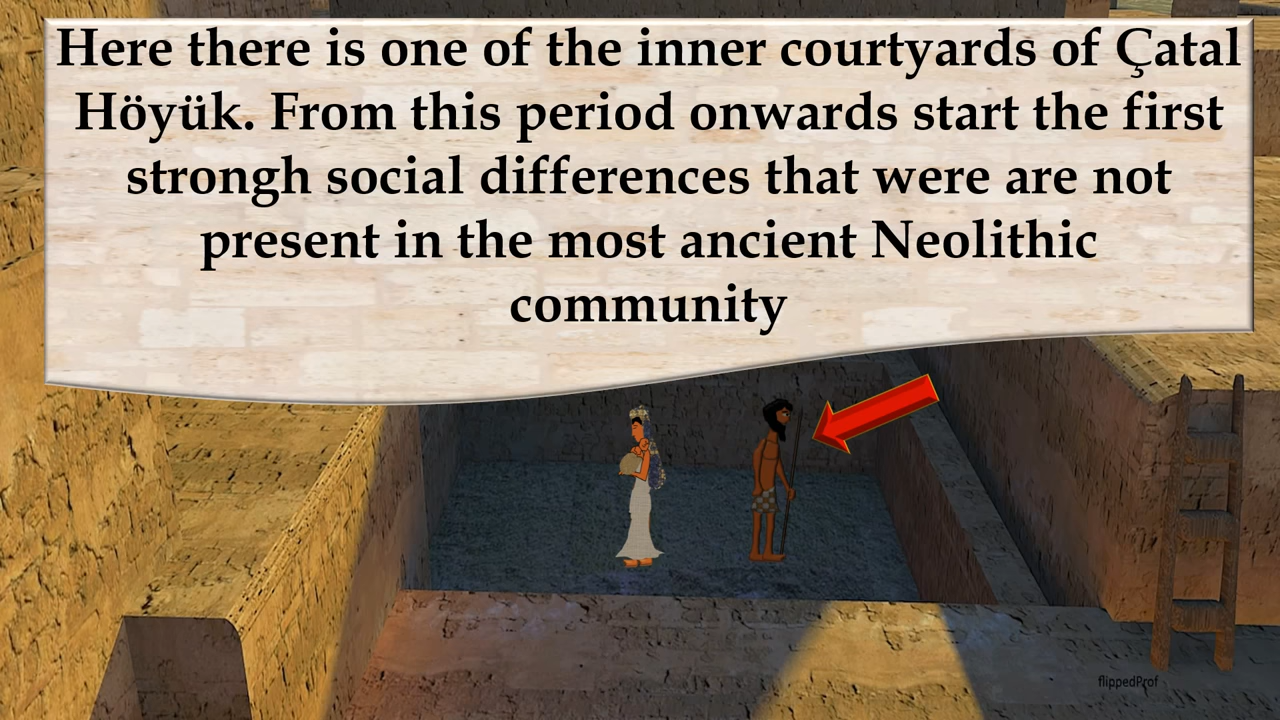 Here there is one of the inner courtyards of Çatal
Höyük. From this period onwards start the first
strongh social differences that were are not
present in the most ancient Neolithic
community
flippedProf